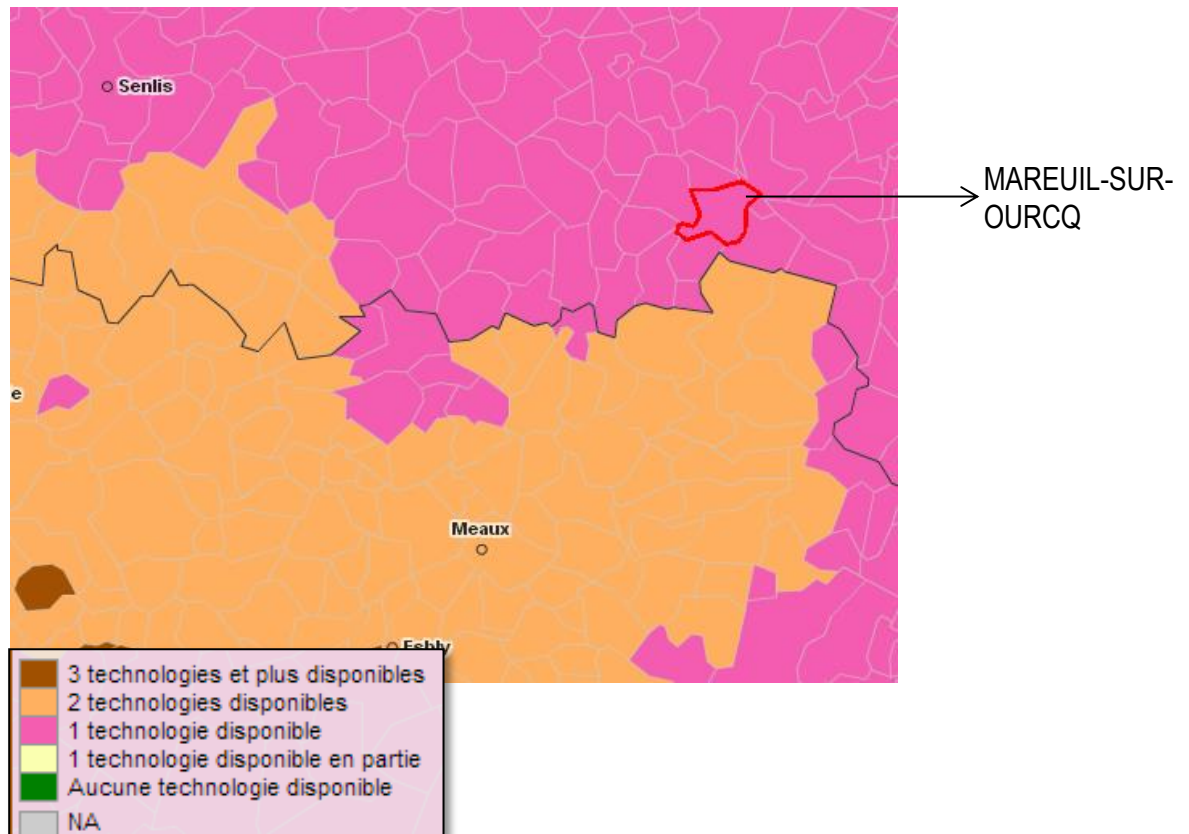 Senlis
MAREUIL-SUR-
OURCQ
e
Meaux
Esbly
3 technologies et plus disponibles
2 technologies disponibles
1 technologie disponible
1 technologie disponible en partie
Aucune technologie disponible
NA